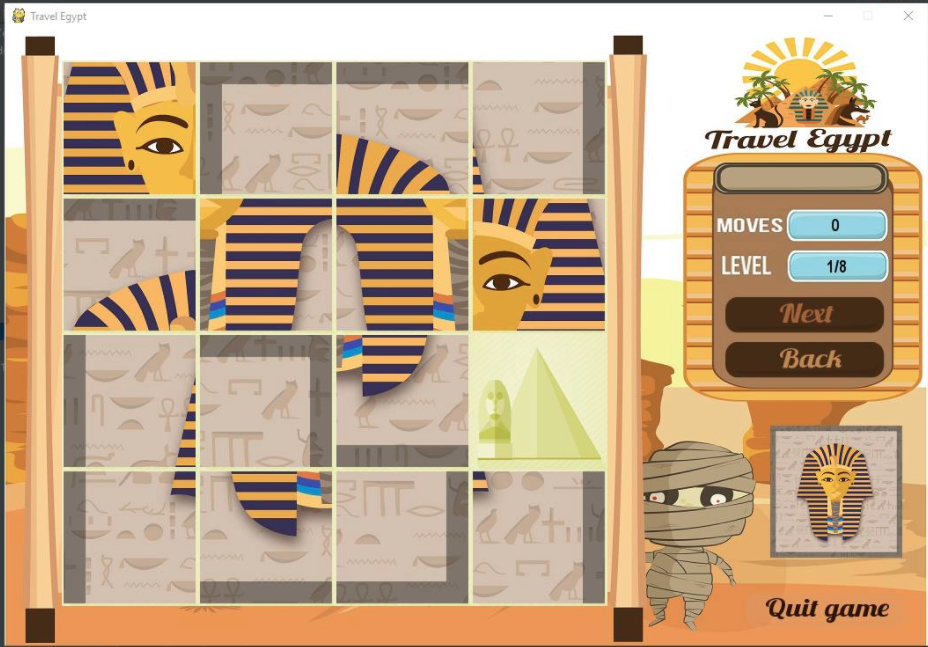 Travel Egypt
Travel Egypt
MOVES 0
LEVEL 1/8
Next
Back
Quit game